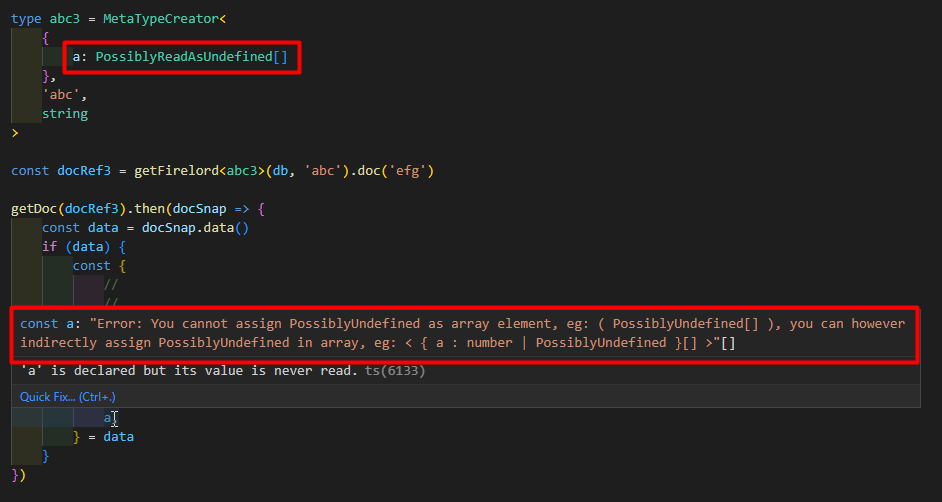 type abc3 = MetaTypeCreator<
{
a: PossiblyReadAsUndefined[]
},
'abc',
string
>
const docRef3 = getFirelord<abc3>(db, 'abc').doc('efg')
getDoc(docRef3).then(docSnap => {
const data = docSnap.data()
if (data) {
const {
//
//
const a: "Error: You cannot assign PossiblyUndefined as array element, eg: ( PossiblyUndefined[] ), you can however
indirectly assign PossiblyUndefined in array, eg: < { a : number | PossiblyUndefined }[] >"[]
'a' is declared but its value is never read. ts(6133)
Quick Fix... (Ctrl+.)
a
} = data
}
})